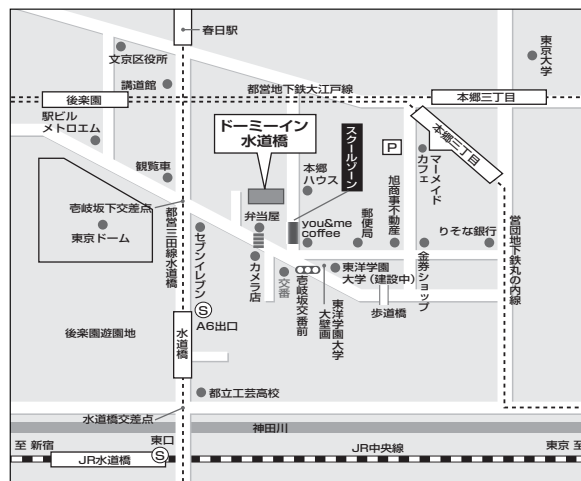 春日駅
文京区役所
講道館
東京大学
都営地下鉄大江戸線
後楽園
本郷三丁目
本郷三丁目
駅ビル
メトロエム
ドーミーイン
水道橋
スクールゾーン
P
観覧車
本郷
ハウス
マーメイド
カフェ
旭商事不動産
壱岐坂下交差点
東京ドーム
都営三田線水道橋
弁当屋
you&me
coffee
郵便局
りそな銀行
営団地下鉄丸の内線
セブンイレブン
カメラ店
交番
壱岐坂交番前
東洋学園
大学(建設中)
東洋学園大学
大壁画
金券ショップ
歩道橋
S
A6出口
後楽園遊園地
水道橋
都立工芸高校
水道橋交差点
神田川
至 新宿
東口
S
JR水道橋
JR中央線
東京 至